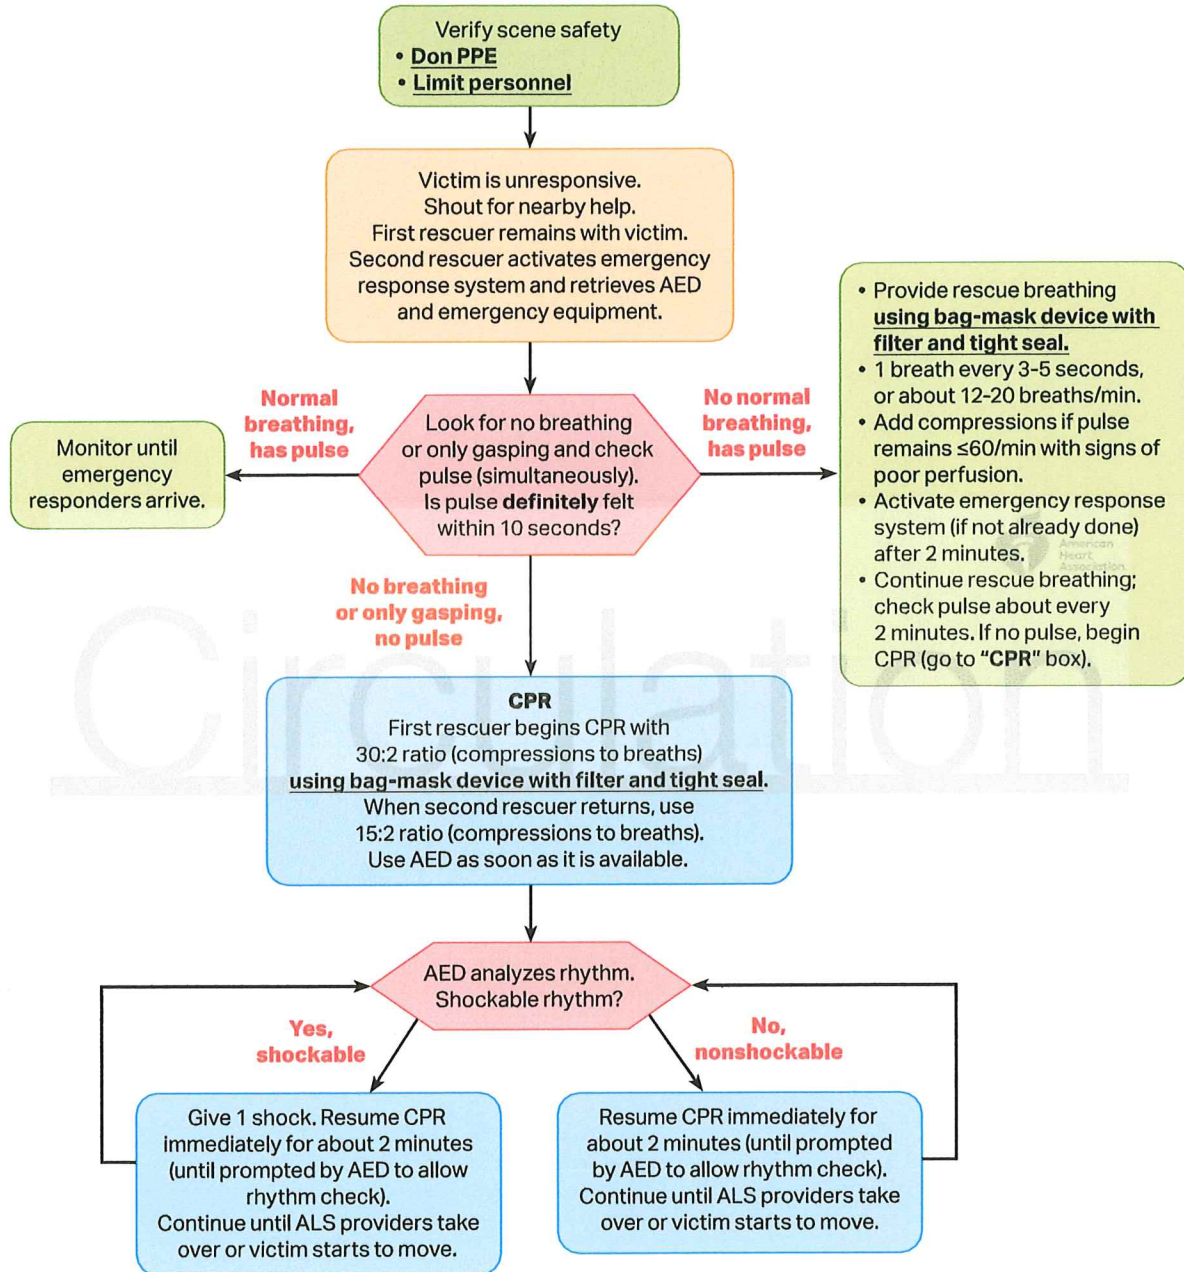 Verify scene safety
• Don PPE
• Limit personnel
Victim is unresponsive.
Shout for nearby help.
First rescuer remains with victim.
Second rescuer activates emergency
response system and retrieves AED
and emergency equipment.
Normal
breathing,
has pulse
Monitor until
emergency
responders arrive.
Look for no breathing
or only gasping and check
pulse (simultaneously).
Is pulse definitely felt
within 10 seconds?
No normal
breathing,
has pulse
• Provide rescue breathing
using bag-mask device with
filter and tight seal.
• 1 breath every 3-5 seconds,
or about 12-20 breaths/min.
• Add compressions if pulse
remains ≤60/min with signs of
poor perfusion.
• Activate emergency response
system (if not already done)
after 2 minutes.
• Continue rescue breathing;
check pulse about every
2 minutes. If no pulse, begin
CPR (go to "CPR" box).
American
Heart
Association
No breathing
or only gasping,
no pulse
Circulation
CPR
First rescuer begins CPR with
30:2 ratio (compressions to breaths)
using bag-mask device with filter and tight seal.
When second rescuer returns, use
15:2 ratio (compressions to breaths).
Use AED as soon as it is available.
AED analyzes rhythm.
Shockable rhythm?
Yes,
shockable
No,
nonshockable
Give 1 shock. Resume CPR
immediately for about 2 minutes
(until prompted by AED to allow
rhythm check).
Continue until ALS providers take
over or victim starts to move.
Resume CPR immediately for
about 2 minutes (until prompted
by AED to allow rhythm check).
Continue until ALS providers take
over or victim starts to move.